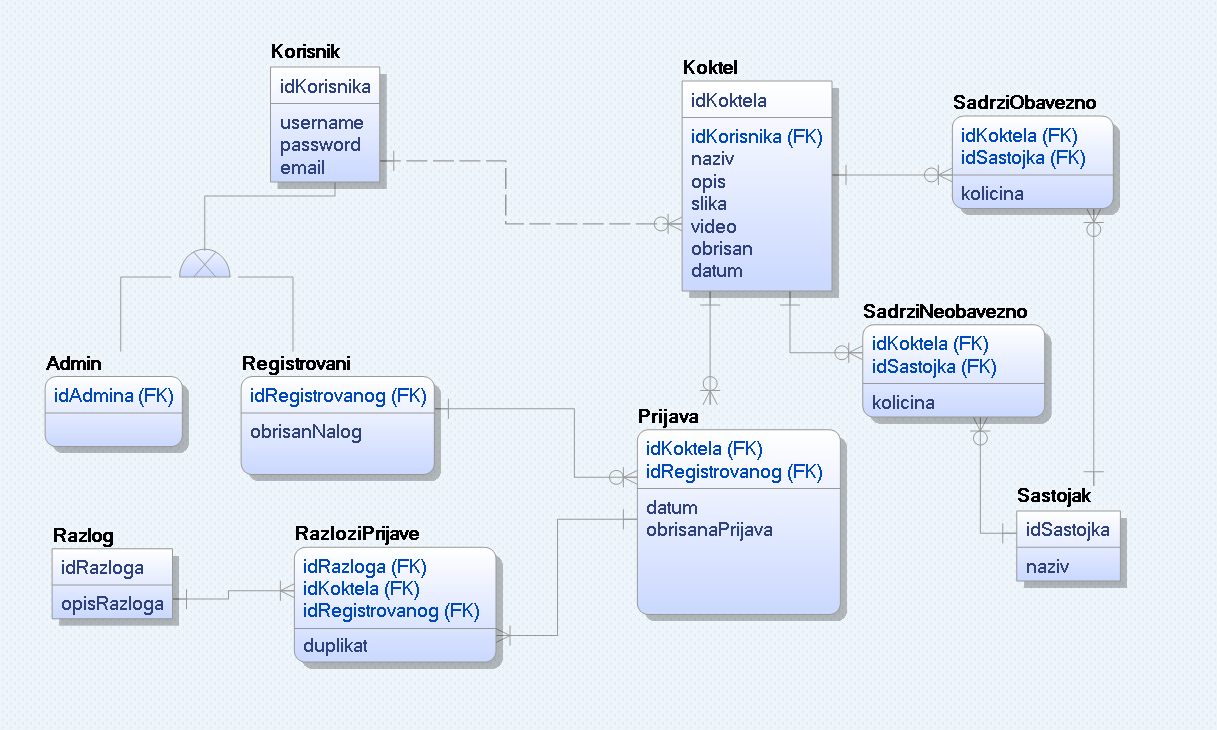 Korisnik
idKorisnika
username
password
email
Koktel
idKoktela
idKorisnika (FK)
naziv
opis
slika
video
obrisan
datum
SadrziObavezno
idKoktela (FK)
idSastojka (FK)
kolicina
SadrziNeobavezno
idKoktela (FK)
idSastojka (FK)
kolicina
Admin
idAdmina (FK)
Registrovani
idRegistrovanog (FK)
obrisanNalog
Prijava
idKoktela (FK)
idRegistrovanog (FK)
datum
obrisanaPrijava
Sastojak
idSastojka
naziv
Razlog
idRazloga
opisRazloga
RazloziPrijave
idRazloga (FK)
idKoktela (FK)
idRegistrovanog (FK)
duplikat